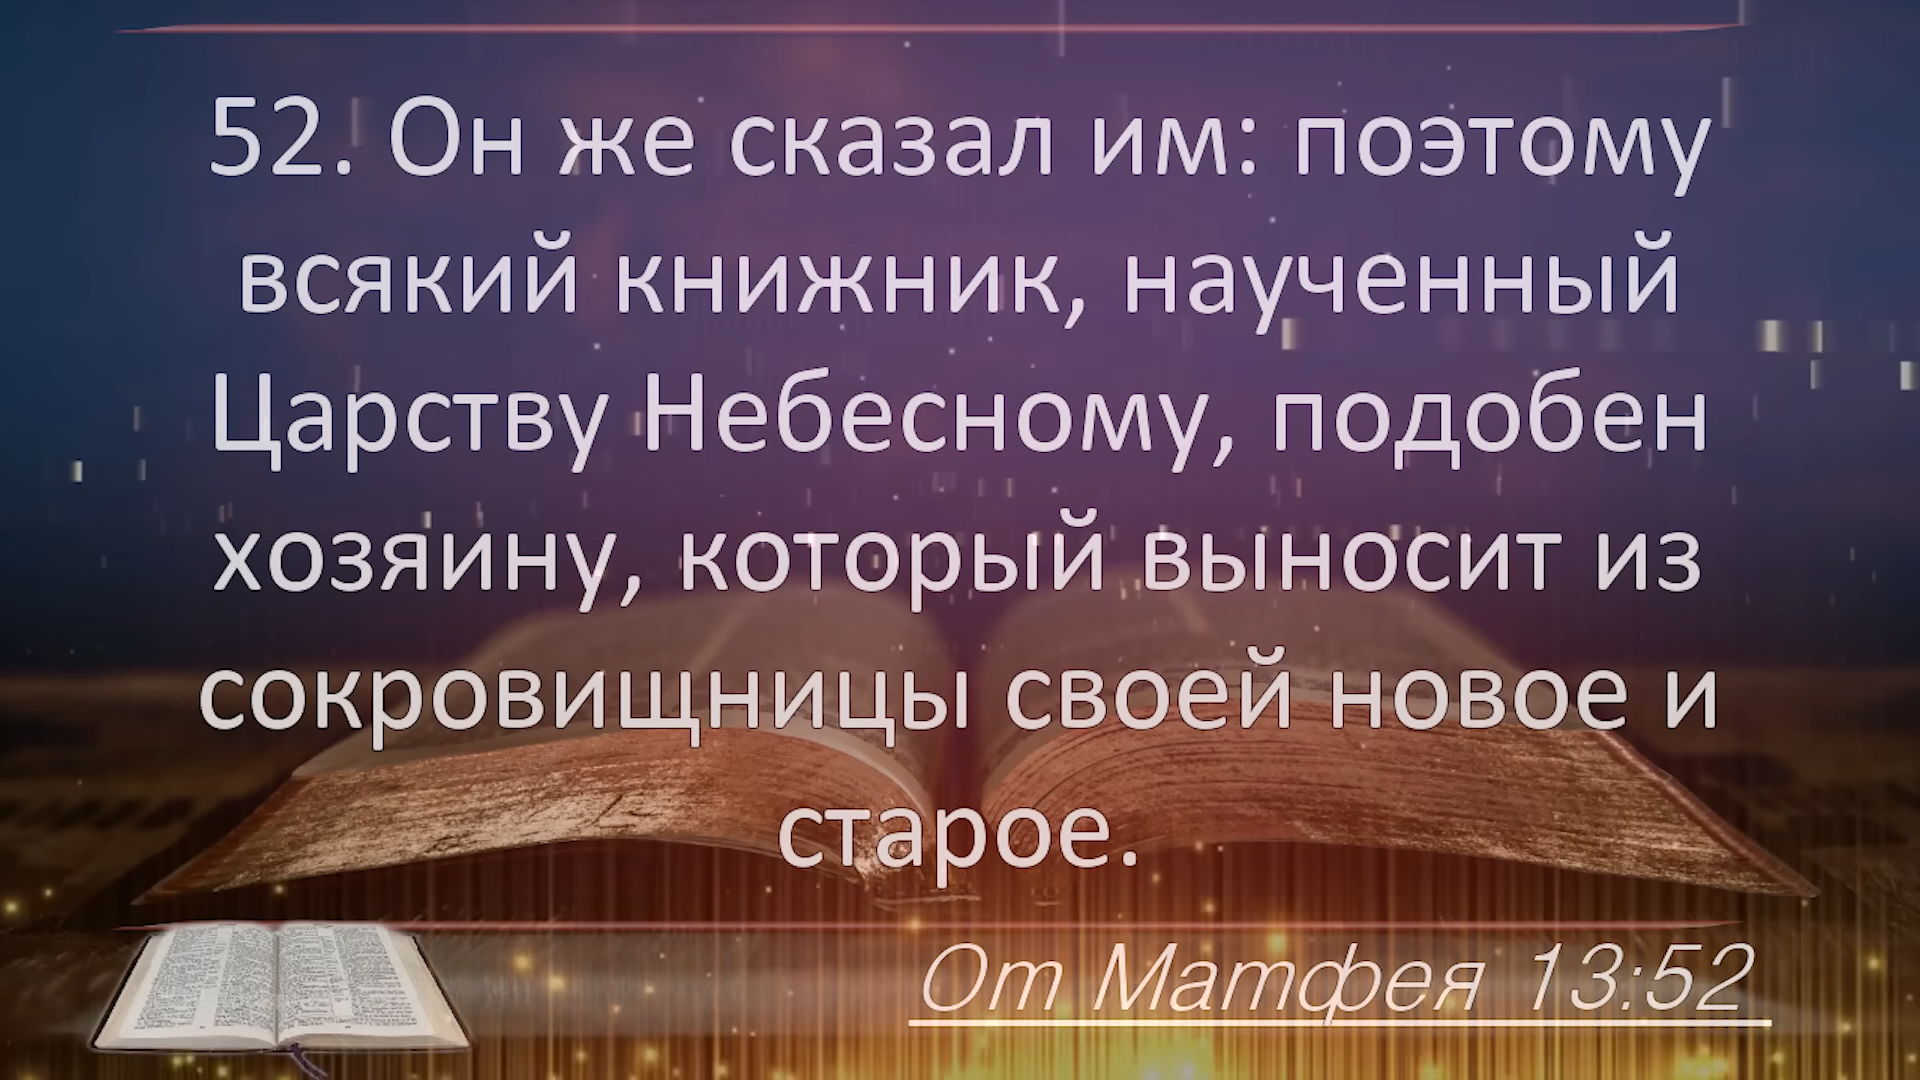 52. Он же сказал им: поэтому
всякий книжник, наученный
Царству Небесному, подобен
хозяину, который выносит из
сокровищницы своей новое и
старое.
От Матфея 13:52